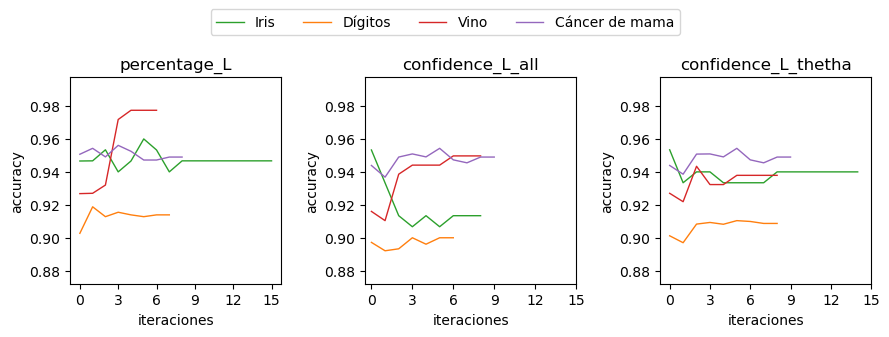 Iris Dígitos Vino Cáncer de mama
percentage_L confidence_L_all confidence_L_thetha
0.98 0.98 0.98
0.96 0.96 0.96
0.94 0.94 0.94
0.92 0.92 0.92
0.90 0.90 0.90
0.88 0.88 0.88
accuracy accuracy accuracy
0 3 6 9 12 15 0 3 6 9 12 15 0 3 6 9 12 15
iteraciones iteraciones iteraciones